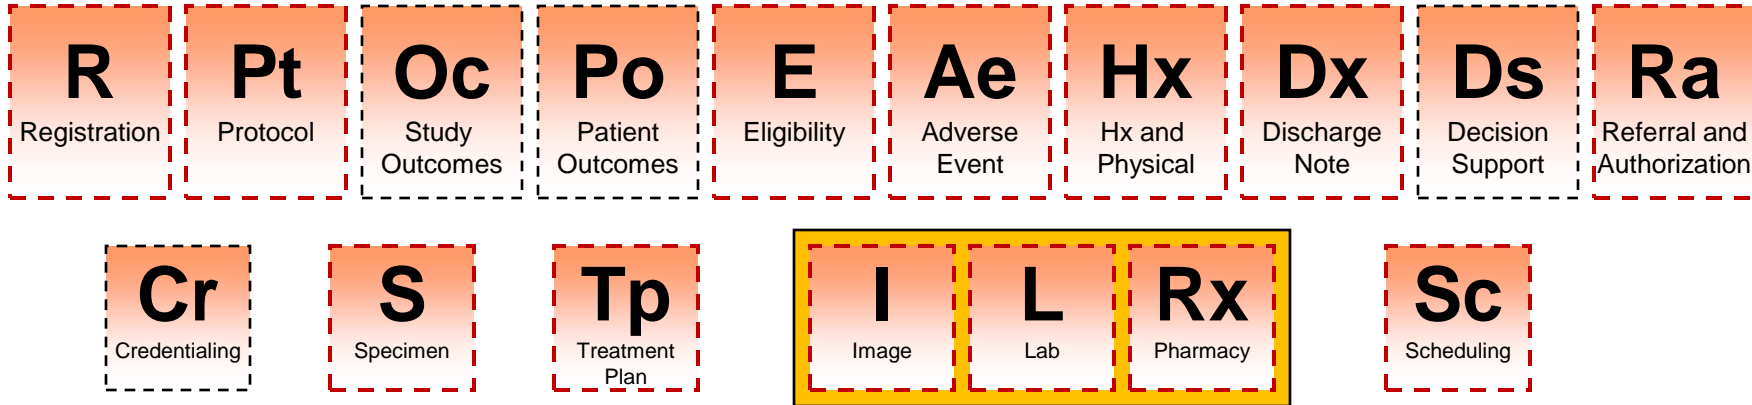 R Pt Oc Po E Ae Hx Dx Ds Ra
Registration Protocol Study Patient Eligibility Adverse Hx and Discharge Decision Referral and
Outcomes Outcomes Event Physical Note Support Authorization
Cr S Tp I L Rx Sc
Credentialing Specimen Treatment Image Lab Pharmacy Scheduling
Plan